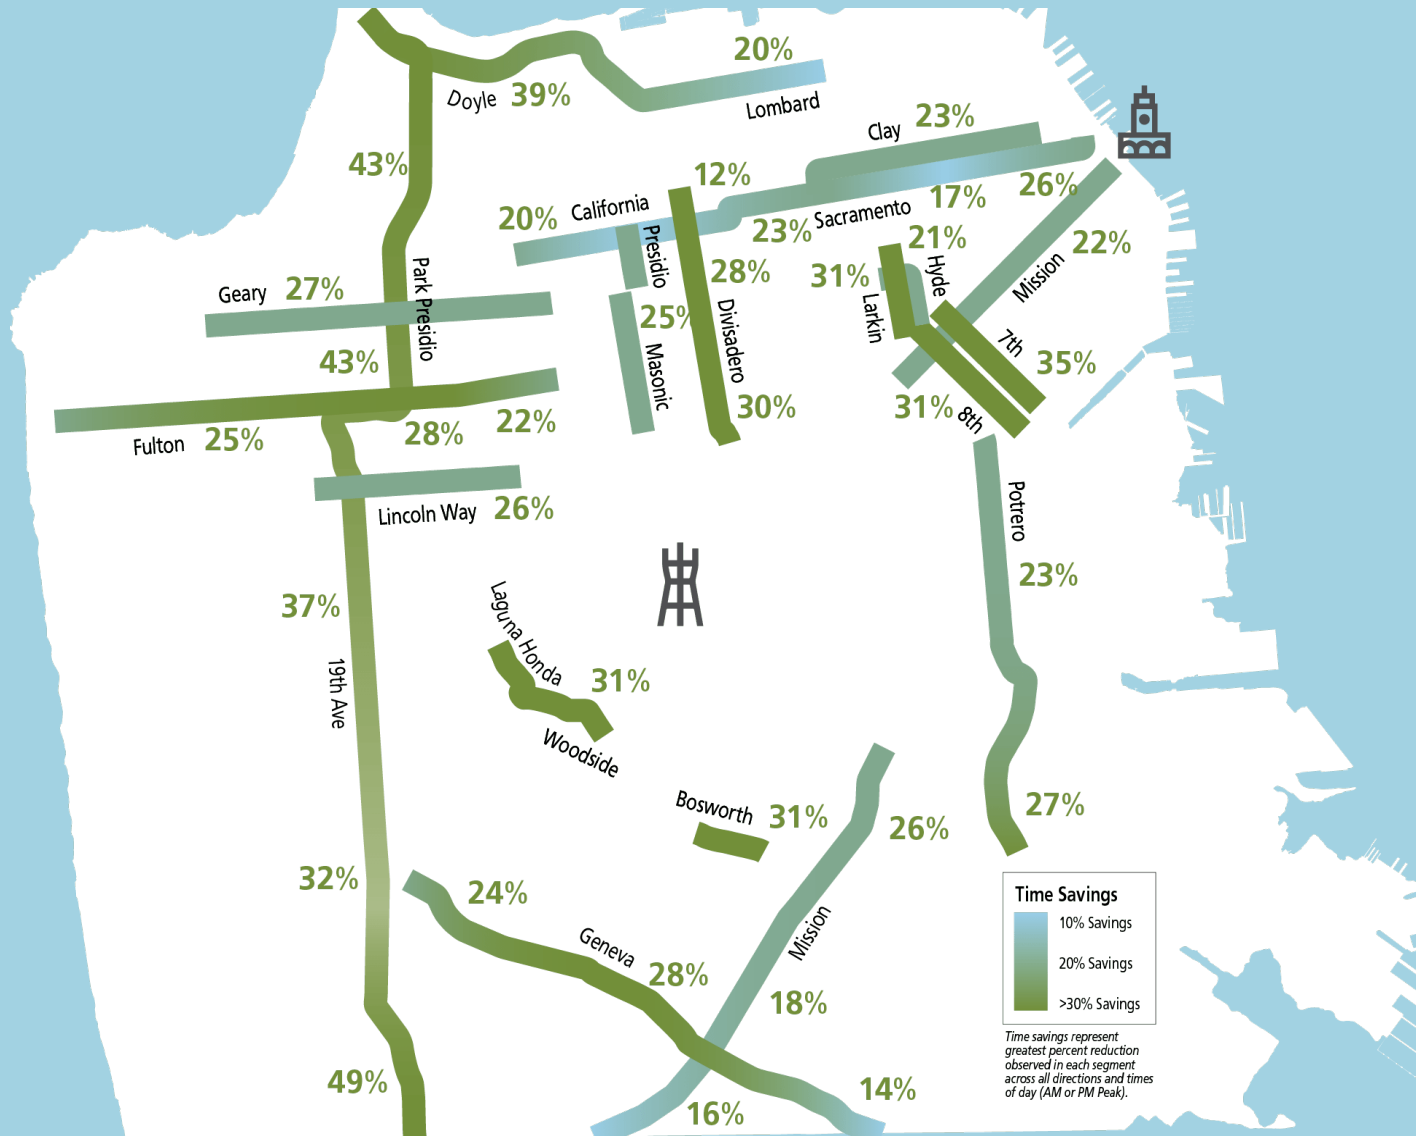 20%
Doyle
39%
Lombard
Clay
23%
43%
12%
20%
California
Presidio
23%
Sacramento
17%
26%
21%
22%
Mission
Hyde
31%
Larkin
28%
Divisadero
Park Presidio
Geary
27%
25%
Masonic
7th
35%
43%
30%
31%
8th
Fulton
25%
28%
22%
Lincoln Way
26%
Potrero
23%
37%
19th Ave
Laguna Honda
31%
Woodside
Bosworth
31%
26%
27%
32%
24%
Geneva
28%
Mission
18%
49%
16%
14%
Time Savings
10% Savings
20% Savings
>30% Savings
Time savings represent
greatest percent reduction
observed in each segment
across all directions and times
of day (AM or PM Peak).